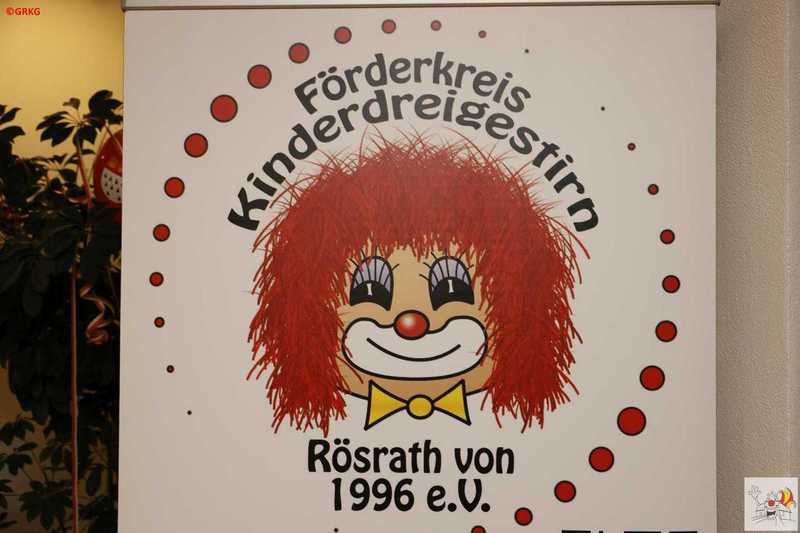 ©GRKG
Förderkreis
Kinderdreigestirn
Rösrath von
1996 e.V.